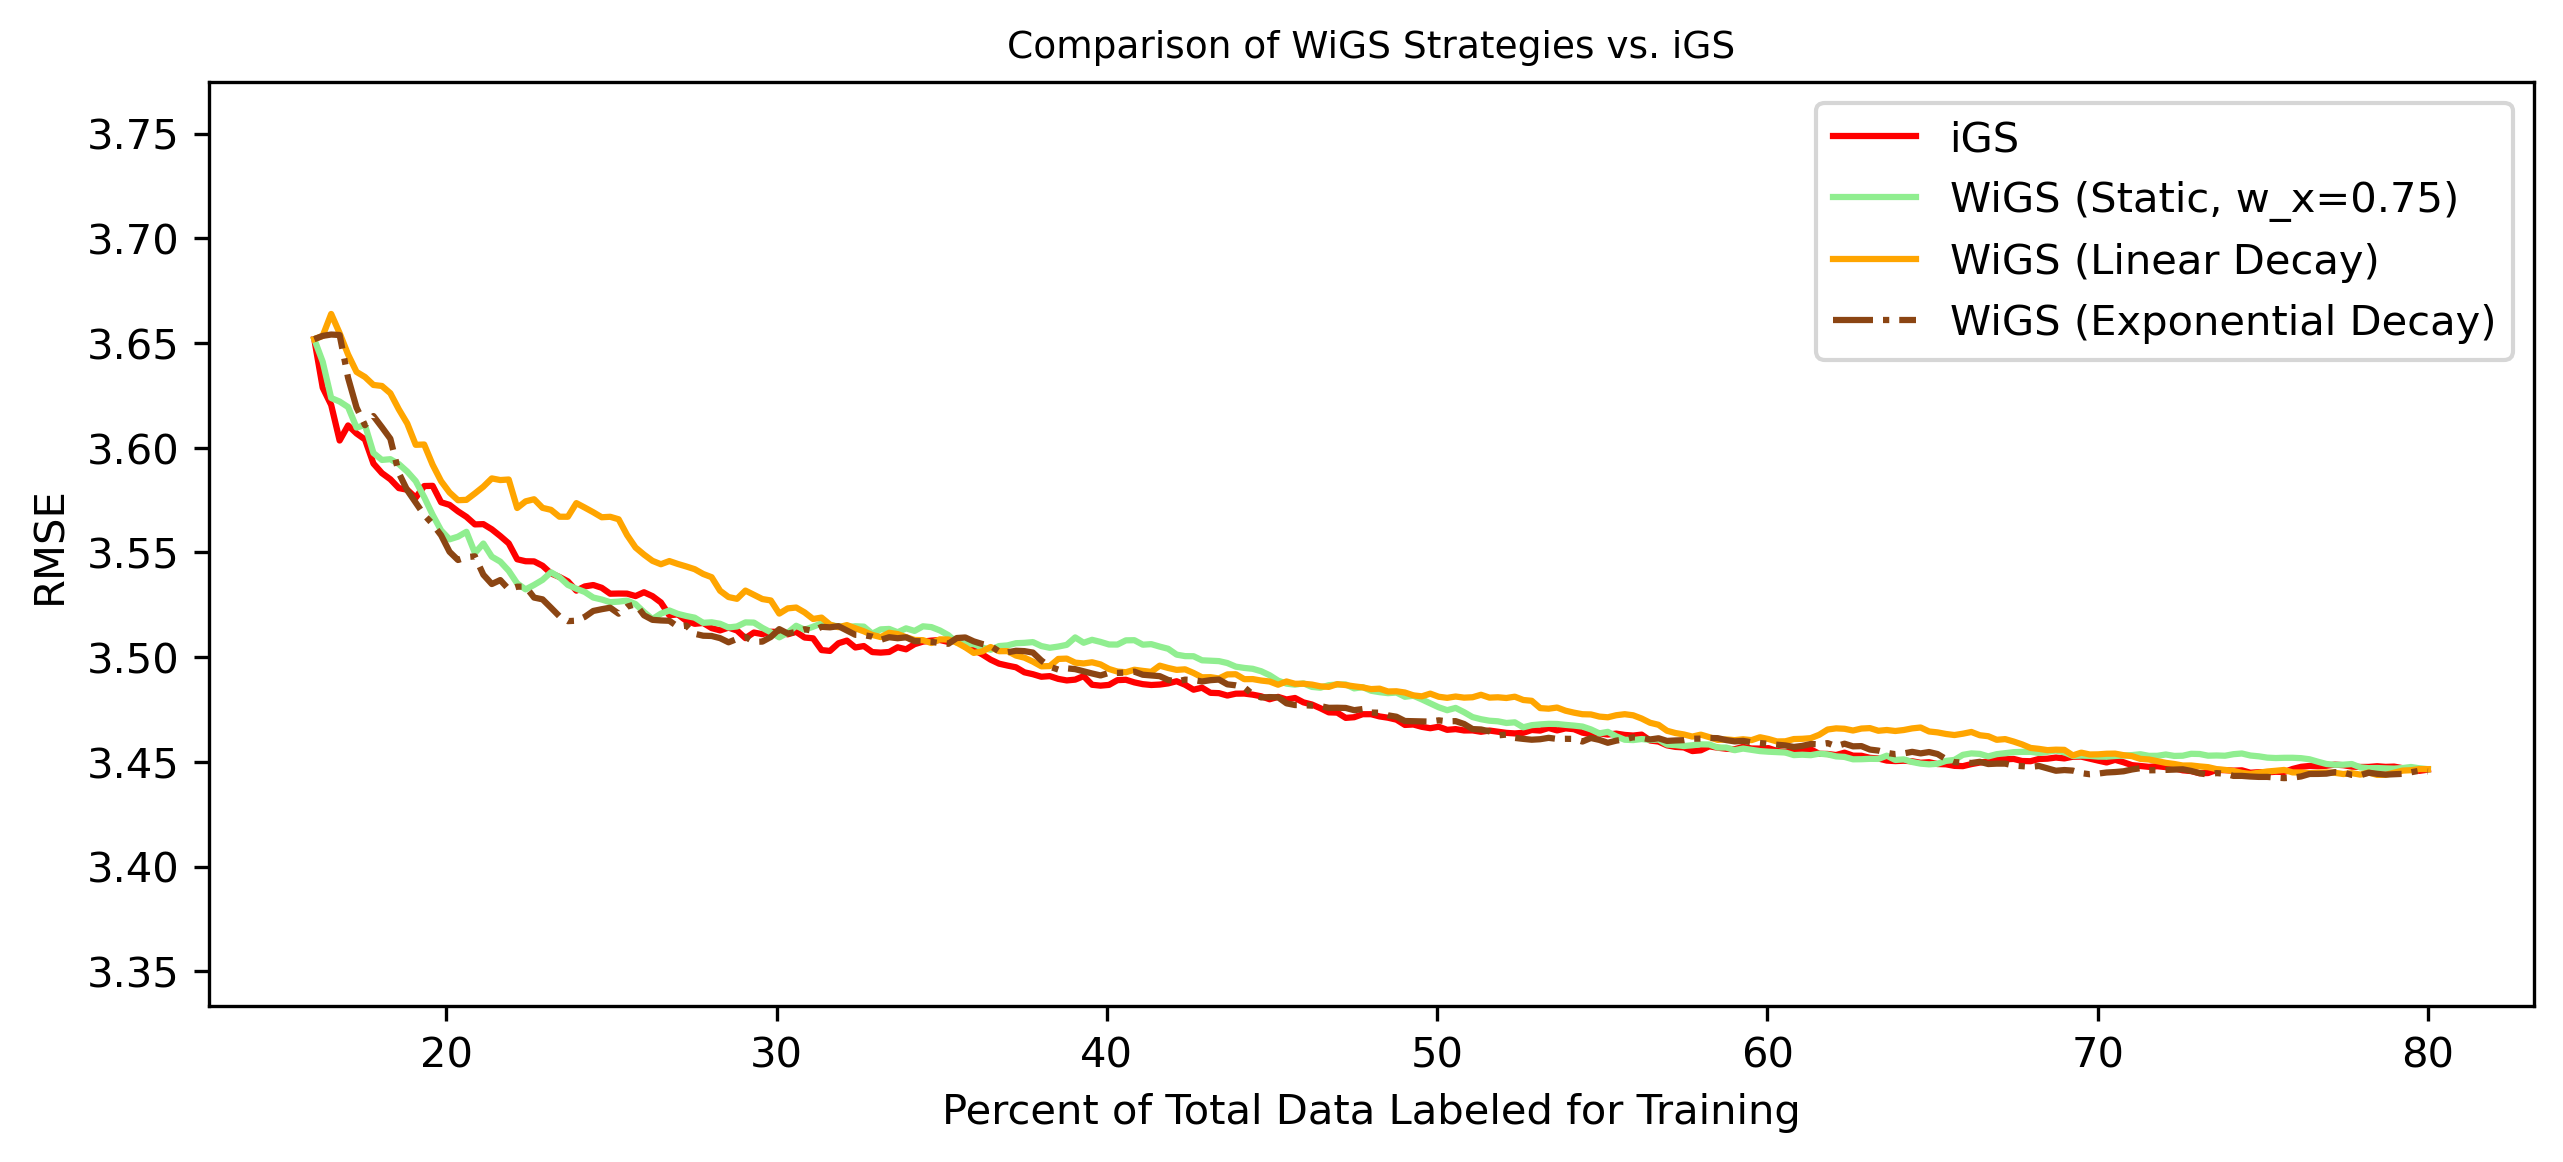 Comparison of WiGS Strategies vs. iGS
iGS
WiGS (Static, w_x=0.75)
WiGS (Linear Decay)
WiGS (Exponential Decay)
RMSE
3.75
3.70
3.65
3.60
3.55
3.50
3.45
3.40
3.35
20 30 40 50 60 70 80
Percent of Total Data Labeled for Training